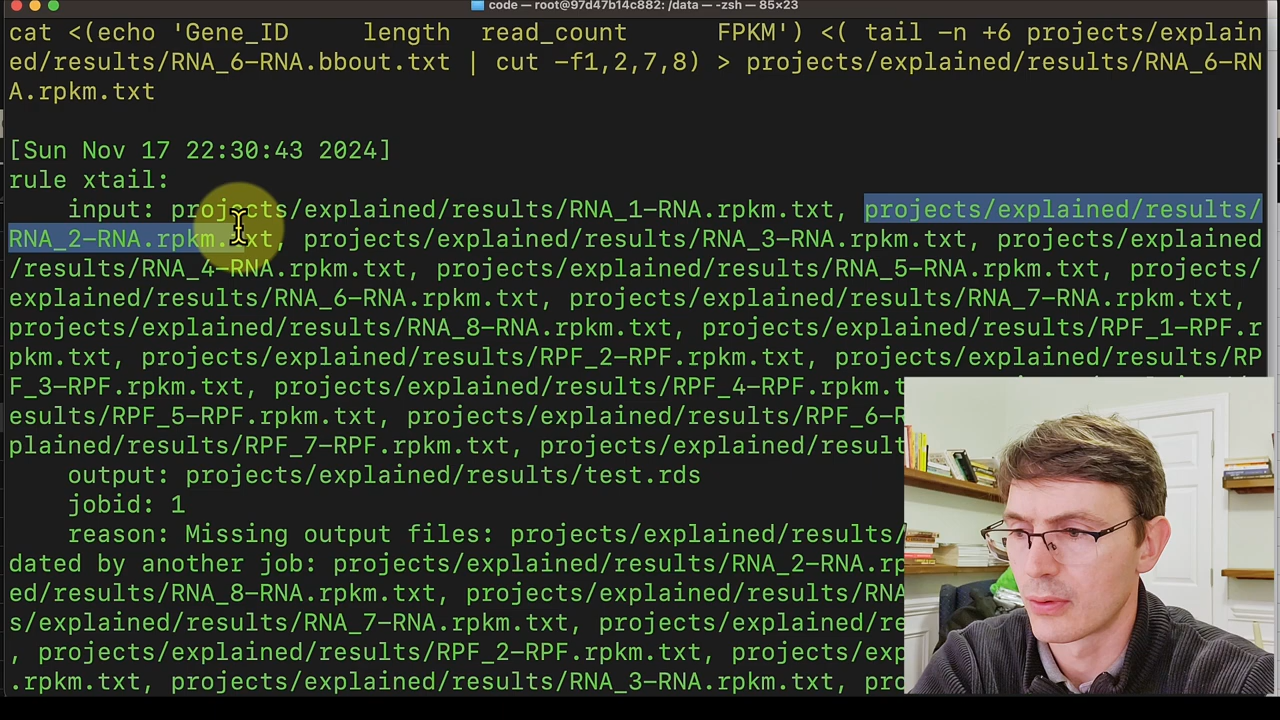 code — root@97d47b14c882: /data — -zsh — 85×23
cat <(echo 'Gene_ID     length  read_count      FPKM') <( tail -n +6 projects/explain
ed/results/RNA_6-RNA.bbout.txt | cut -f1,2,7,8) > projects/explained/results/RNA_6-RN
A.rpkm.txt
[Sun Nov 17 22:30:43 2024]
rule xtail:
    input: projects/explained/results/RNA_1-RNA.rpkm.txt, projects/explained/results/
RNA_2-RNA.rpkm.txt, projects/explained/results/RNA_3-RNA.rpkm.txt, projects/explained
/results/RNA_4-RNA.rpkm.txt, projects/explained/results/RNA_5-RNA.rpkm.txt, projects/
explained/results/RNA_6-RNA.rpkm.txt, projects/explained/results/RNA_7-RNA.rpkm.txt,
projects/explained/results/RNA_8-RNA.rpkm.txt, projects/explained/results/RPF_1-RPF.r
pkm.txt, projects/explained/results/RPF_2-RPF.rpkm.txt, projects/explained/results/RP
F_3-RPF.rpkm.txt, projects/explained/results/RPF_4-RPF.rpkm.t
esults/RPF_5-RPF.rpkm.txt, projects/explained/results/RPF_6-R
plained/results/RPF_7-RPF.rpkm.txt, projects/explained/result
    output: projects/explained/results/test.rds
    jobid: 1
    reason: Missing output files: projects/explained/results/
dated by another job: projects/explained/results/RNA_2-RNA.rp
ed/results/RNA_8-RNA.rpkm.txt, projects/explained/results/RNA
s/explained/results/RNA_7-RNA.rpkm.txt, projects/explained/re
, projects/explained/results/RPF_2-RPF.rpkm.txt, projects/exp
.rpkm.txt, projects/explained/results/RNA_3-RNA.rpkm.txt, pro